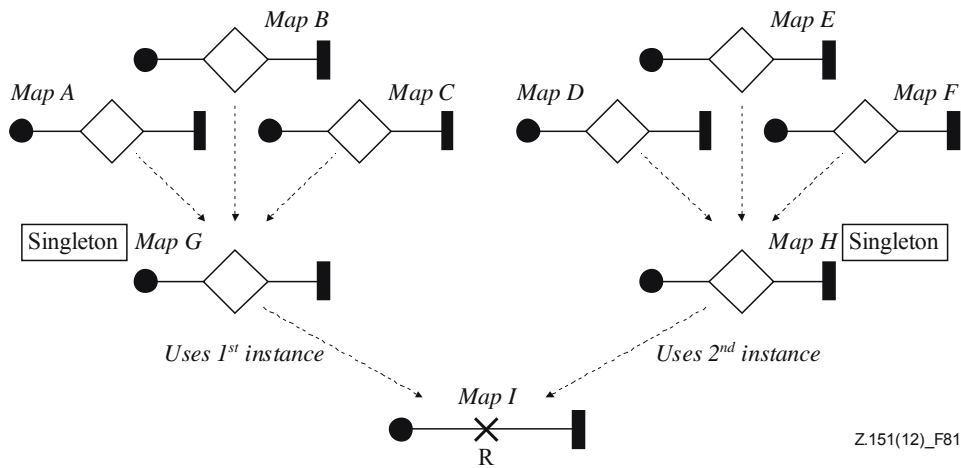 Map B
Map E
Map A
Map C
Map D
Map F
Singleton
Map G
Map H
Singleton
Uses 1st instance
Uses 2nd instance
Map I
R
Z.151(12)_F81